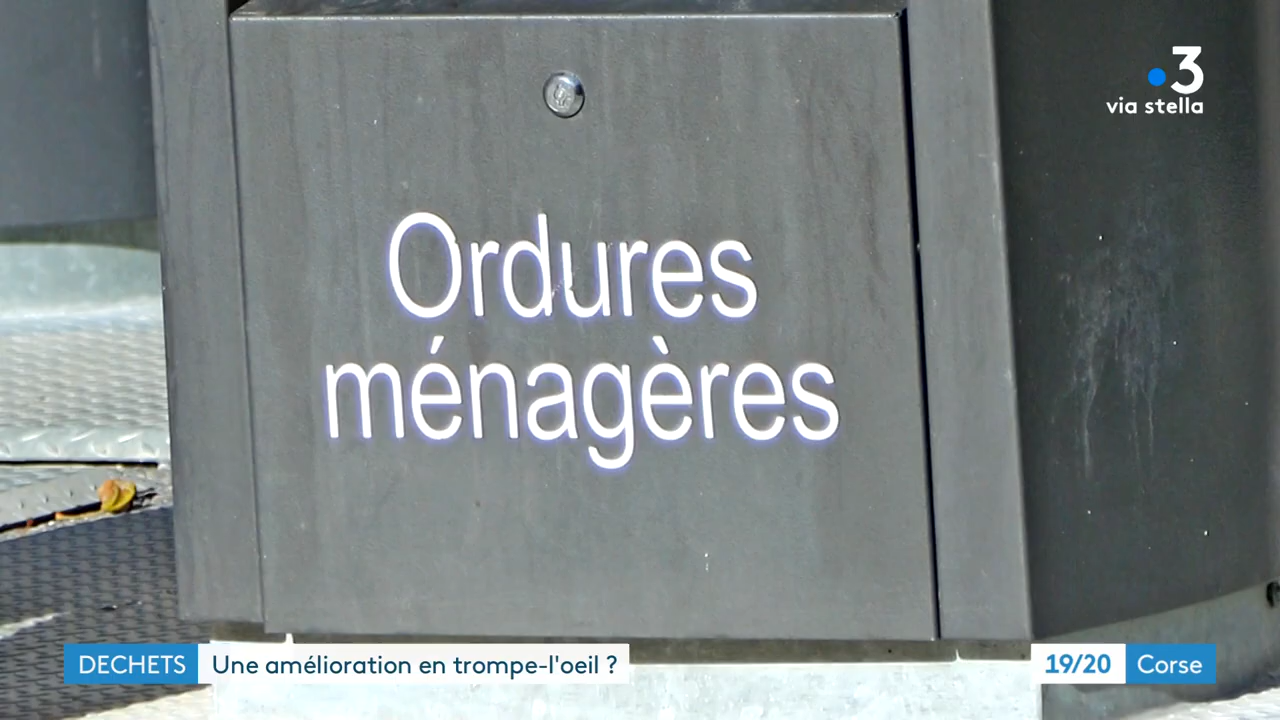 3
via stella
Ordures
ménagères
DECHETS Une amélioration en trompe-l'oeil ?
19/20 Corse